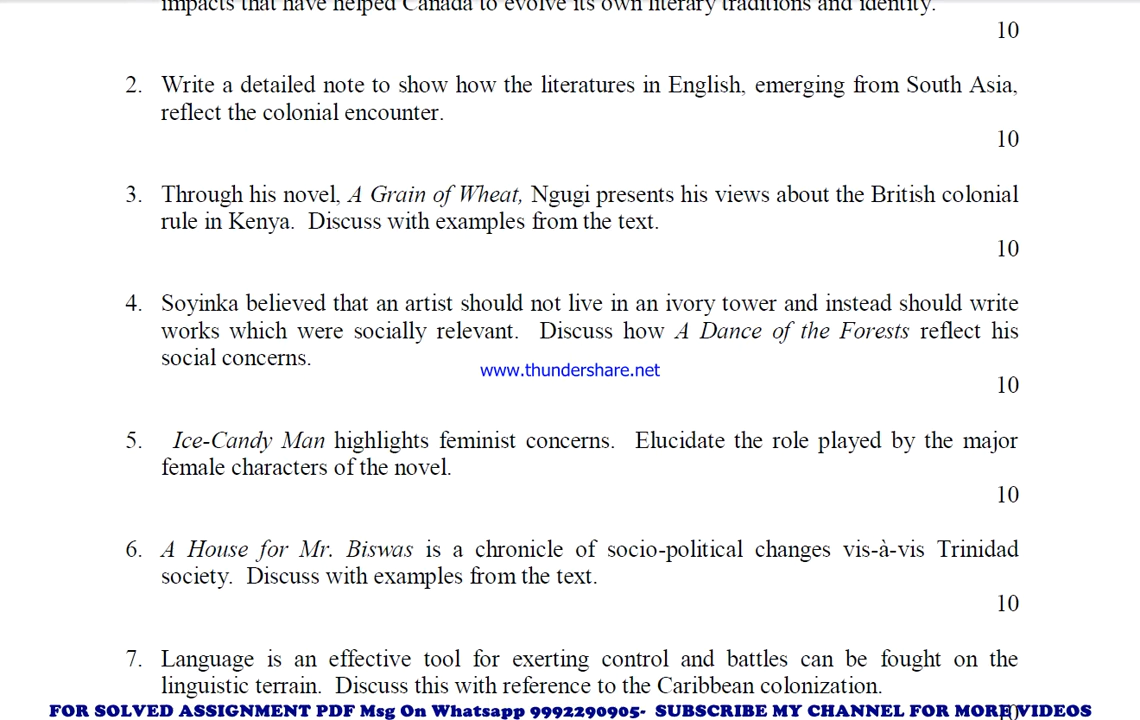 impacts that have helped Canada to evolve its own literary traditions and identity.
10
2. Write a detailed note to show how the literatures in English, emerging from South Asia,
reflect the colonial encounter.
10
3. Through his novel, A Grain of Wheat, Ngugi presents his views about the British colonial
rule in Kenya. Discuss with examples from the text.
10
4. Soyinka believed that an artist should not live in an ivory tower and instead should write
works which were socially relevant. Discuss how A Dance of the Forests reflect his
social concerns.
www.thundershare.net
10
5. Ice-Candy Man highlights feminist concerns. Elucidate the role played by the major
female characters of the novel.
10
6. A House for Mr. Biswas is a chronicle of socio-political changes vis-à-vis Trinidad
society. Discuss with examples from the text.
10
7. Language is an effective tool for exerting control and battles can be fought on the
linguistic terrain. Discuss this with reference to the Caribbean colonization.
10
FOR SOLVED ASSIGNMENT PDF Msg On Whatsapp 9992290905- SUBSCRIBE MY CHANNEL FOR MORE VIDEOS